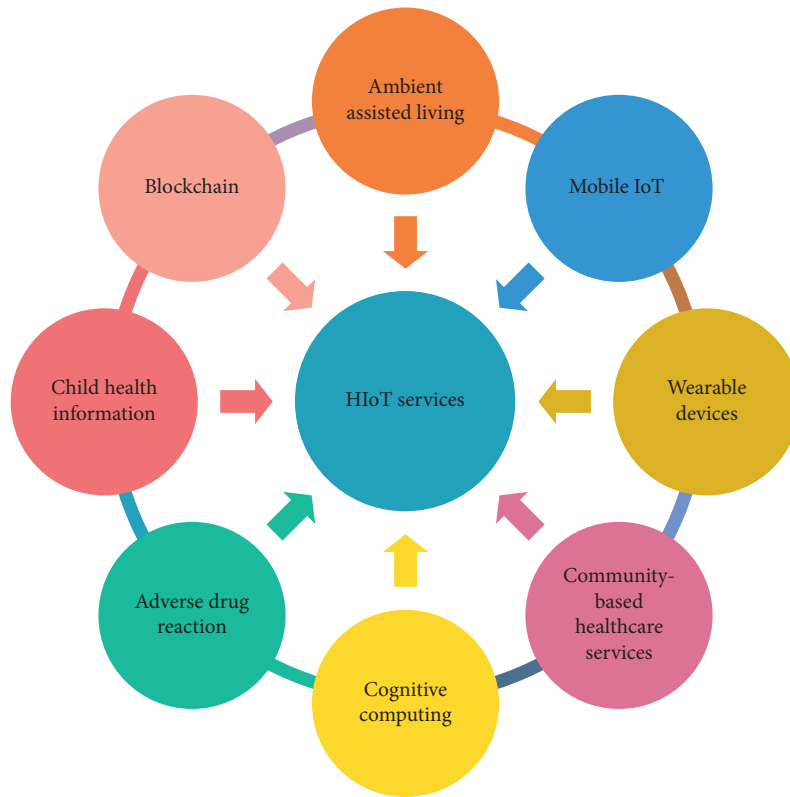 Ambient
assisted living
Mobile IoT
Wearable
devices
Community-
based
healthcare
services
Cognitive
computing
Adverse drug
reaction
Child health
information
Blockchain
HIoT services